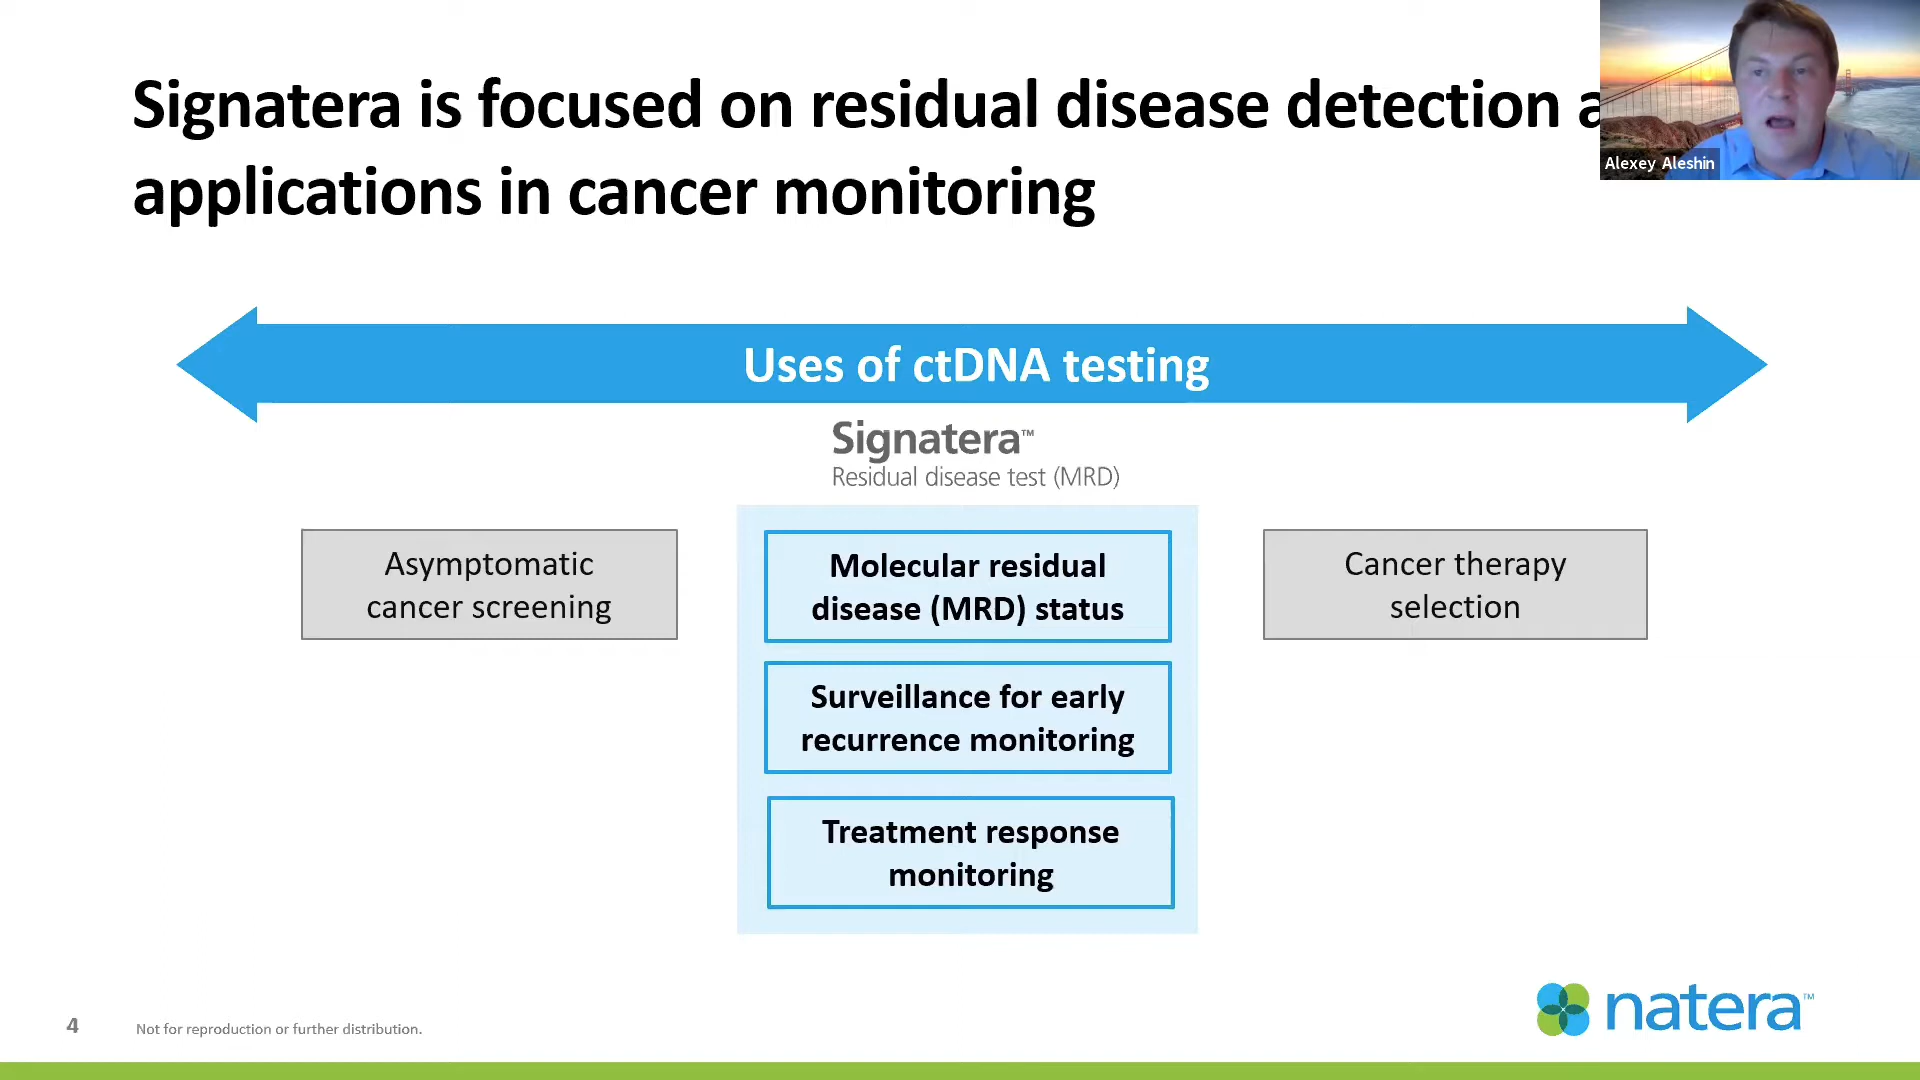 Signatera is focused on residual disease detection
applications in cancer monitoring
Alexey Aleshin
Uses of ctDNA testing
Signatera™
Residual disease test (MRD)
Asymptomatic
cancer screening
Molecular residual
disease (MRD) status
Surveillance for early
recurrence monitoring
Treatment response
monitoring
Cancer therapy
selection
4
Not for reproduction or further distribution.
natera™